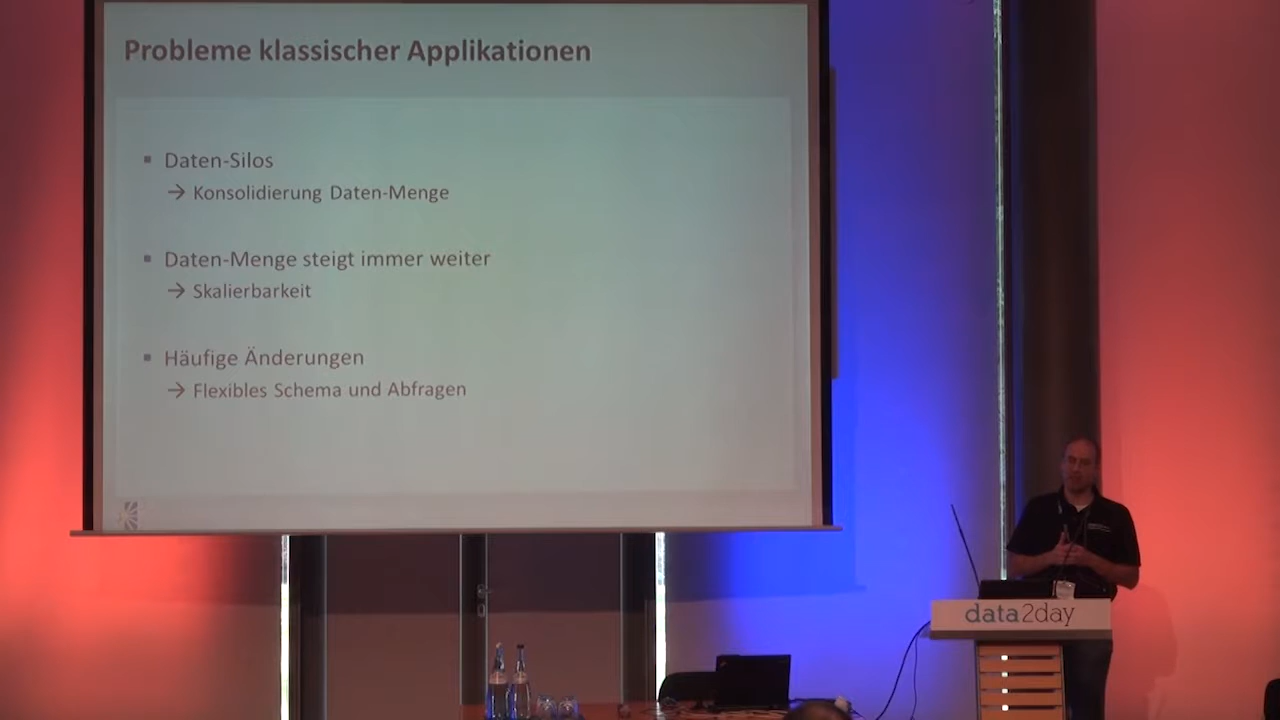 Probleme klassischer Applikationen
▪ Daten-Silos
→ Konsolidierung Daten-Menge
▪ Daten-Menge steigt immer weiter
→ Skalierbarkeit
▪ Häufige Änderungen
→ Flexibles Schema und Abfragen
data2day